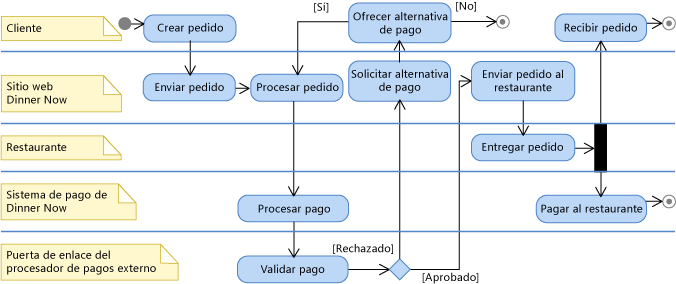 Cliente
Crear pedido
[Sí]
Ofrecer alternativa
de pago
[No]
Recibir pedido
Sitio web
Dinner Now
Enviar pedido
Procesar pedido
Solicitar alternativa
de pago
Enviar pedido al
restaurante
Restaurante
Entregar pedido
Sistema de pago de
Dinner Now
Procesar pago
Pagar al restaurante
Puerta de enlace del
procesador de pagos externo
Validar pago
[Rechazado]
[Aprobado]